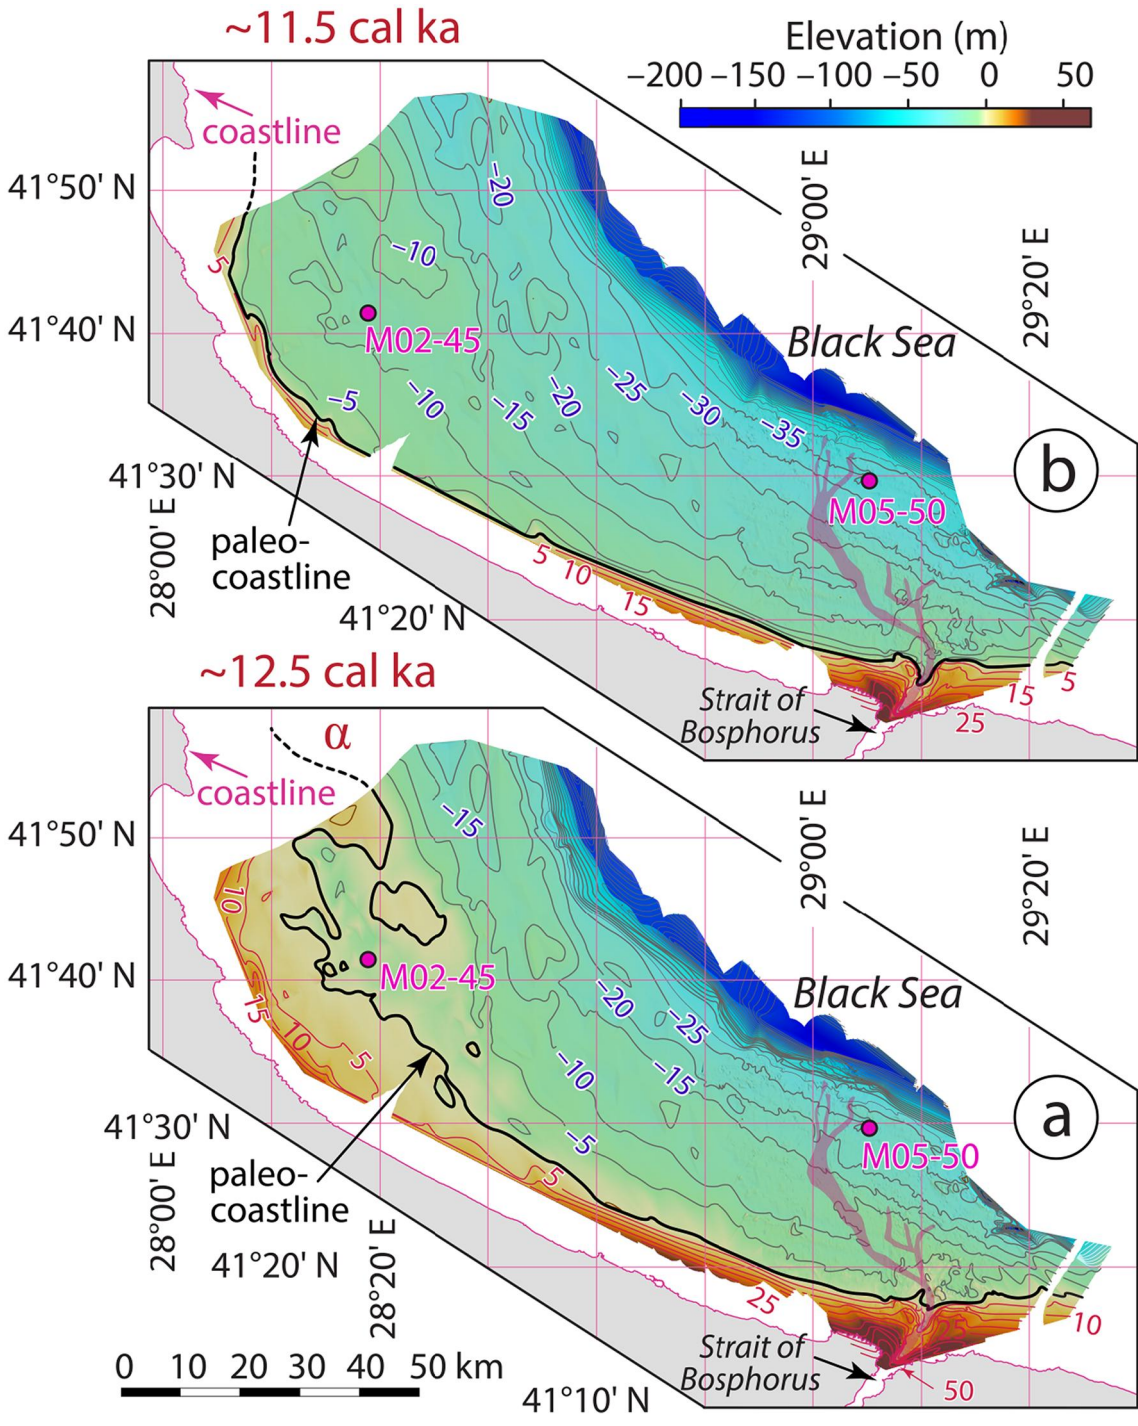 ~11.5 cal ka
Elevation (m)
−200 −150 −100 −50 0 50
coastline
41°50' N
−20
29°00' E
29°20' E
5
−10
41°40' N
M02-45
Black Sea
−5
−10
−15
−20
−25
−30
−35
b
41°30' N
M05-50
28°00' E
paleo-
coastline
5
10
15
41°20' N
~12.5 cal ka
Strait of
Bosphorus
25
15
5
α
coastline
−15
41°50' N
29°00' E
29°20' E
10
41°40' N
M02-45
Black Sea
15
10
5
−20
−25
−10
−15
a
41°30' N
−5
M05-50
28°00' E
paleo-
coastline
5
41°20' N
28°20' E
25
10
Strait of
Bosphorus
50
0 10 20 40 50 km
41°10' N